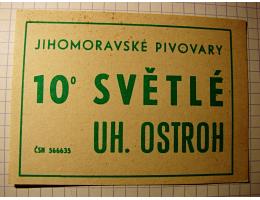 JIHOMORAVSKÉ PIVOVARY
10° SVĚTLÉ
UH. OSTROH
ČSN 566635